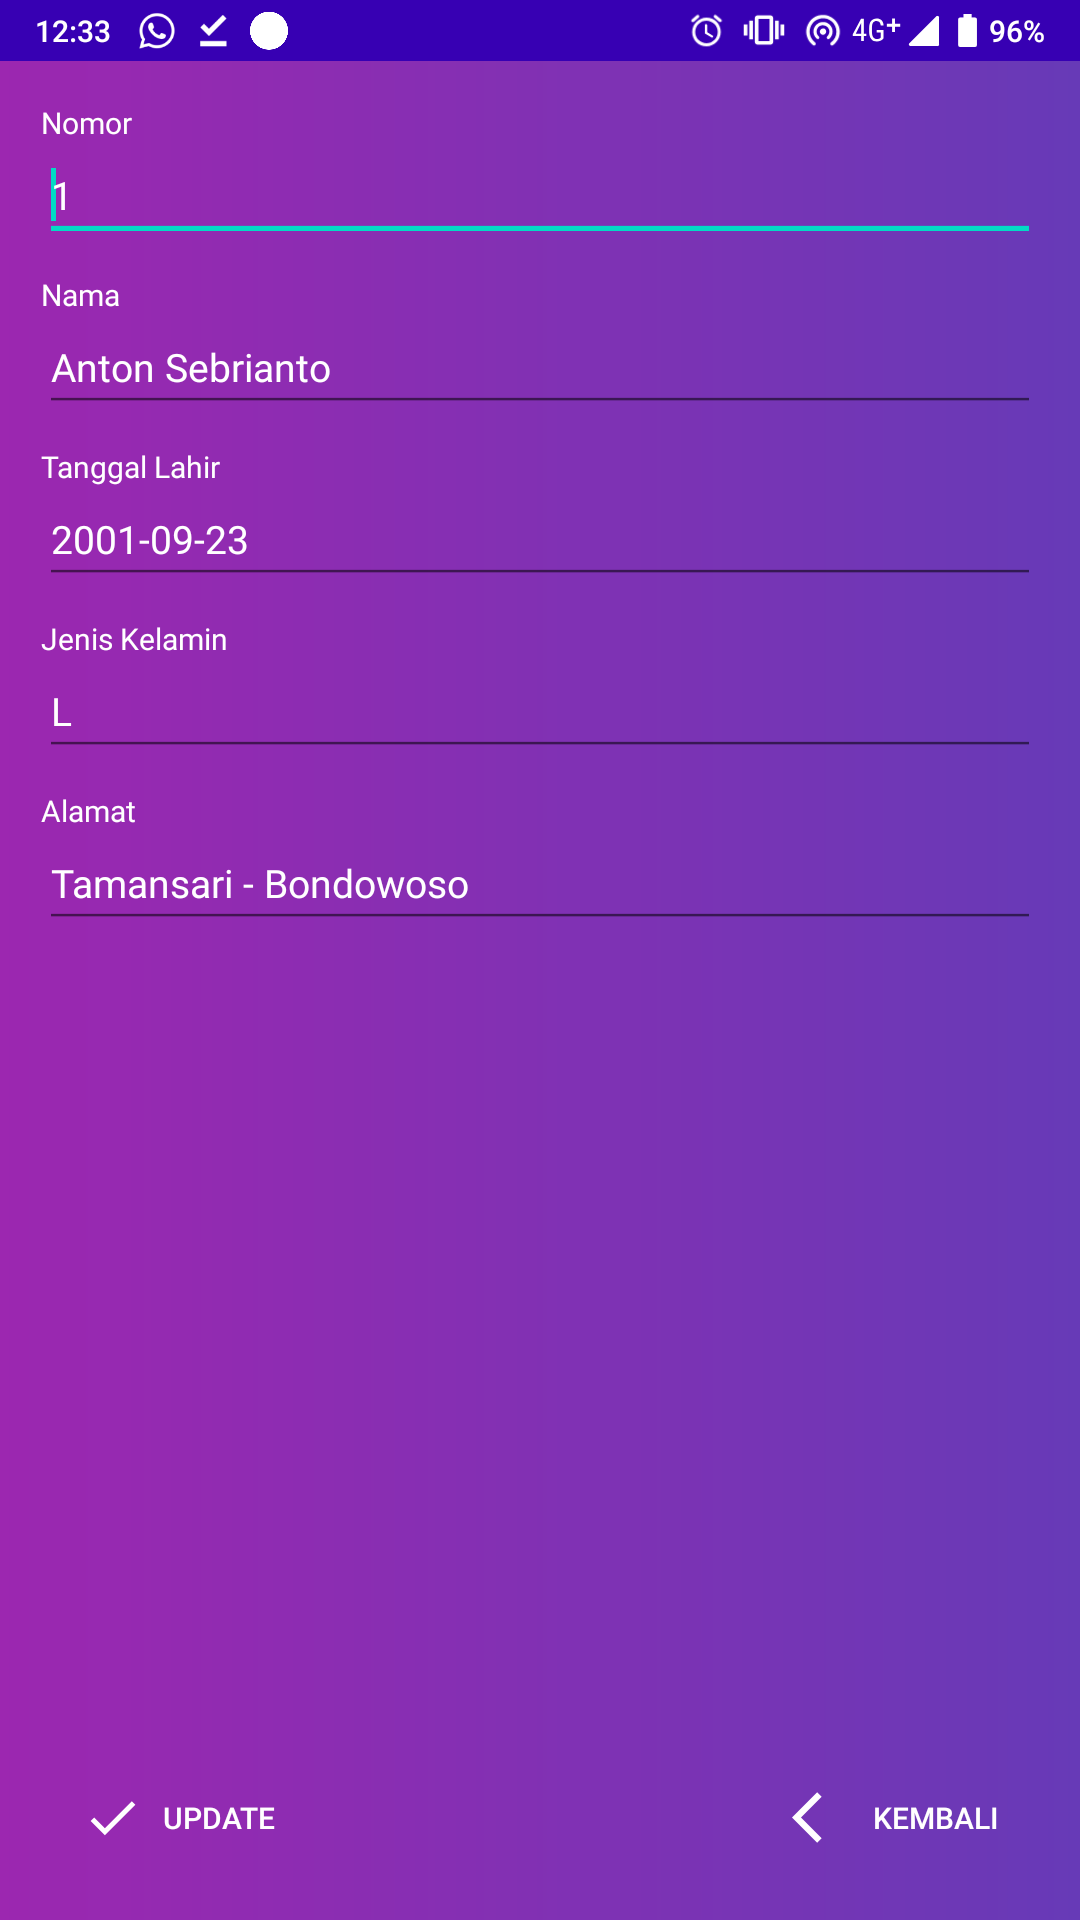 12:33 4G+ 96%
Nomor
1
Nama
Anton Sebrianto
Tanggal Lahir
2001-09-23
Jenis Kelamin
L
Alamat
Tamansari - Bondowoso
UPDATE KEMBALI